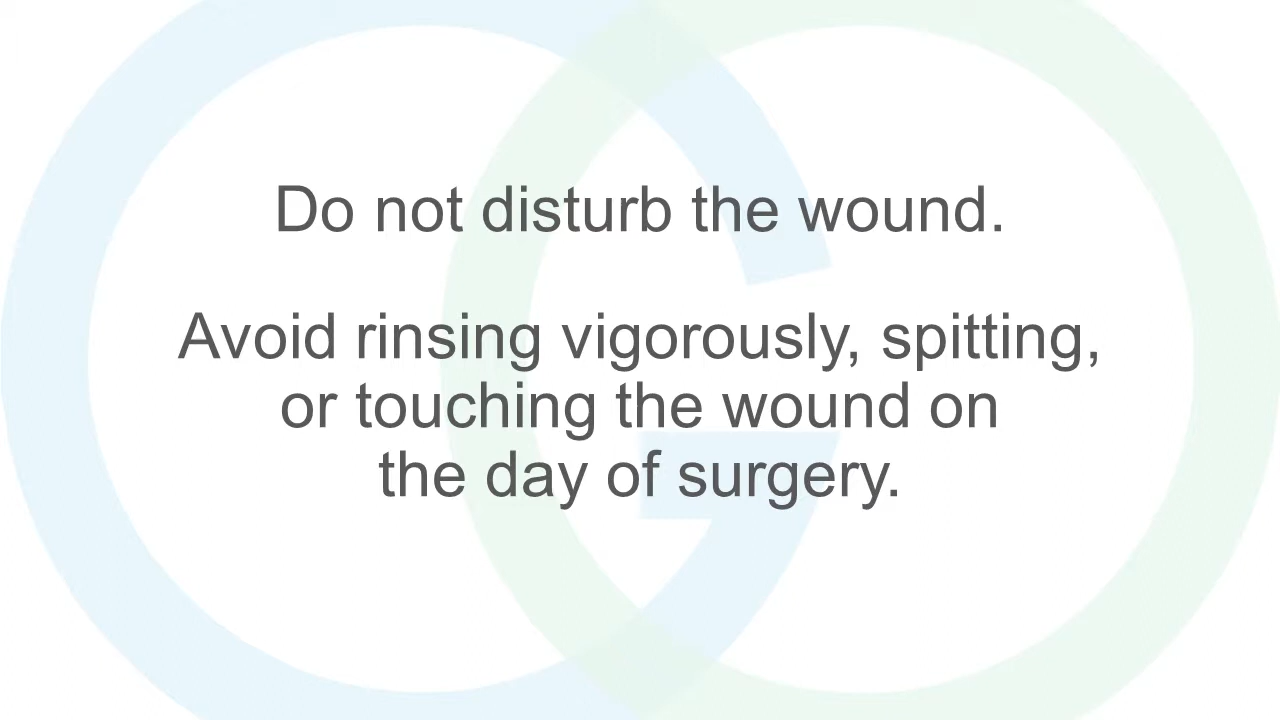 Do not disturb the wound.
Avoid rinsing vigorously, spitting,
or touching the wound on
the day of surgery.